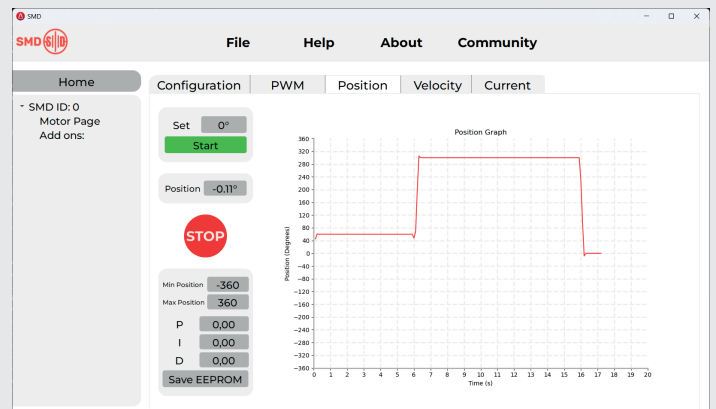 SMD
SMD SMD
File Help About Community
Home
Configuration PWM Position Velocity Current
SMD ID: 0
Motor Page
Add ons:
Set 0°
Start
Position -0.11°
STOP
Min Position -360
Max Position 360
P 0,00
I 0,00
D 0,00
Save EEPROM
Position Graph
Position (Degrees)
360
320
280
240
200
160
120
80
40
0
−40
−80
−120
−160
−200
−240
−280
−320
−360
0 1 2 3 4 5 6 7 8 9 10 11 12 13 14 15 16 17 18 19 20
Time (s)